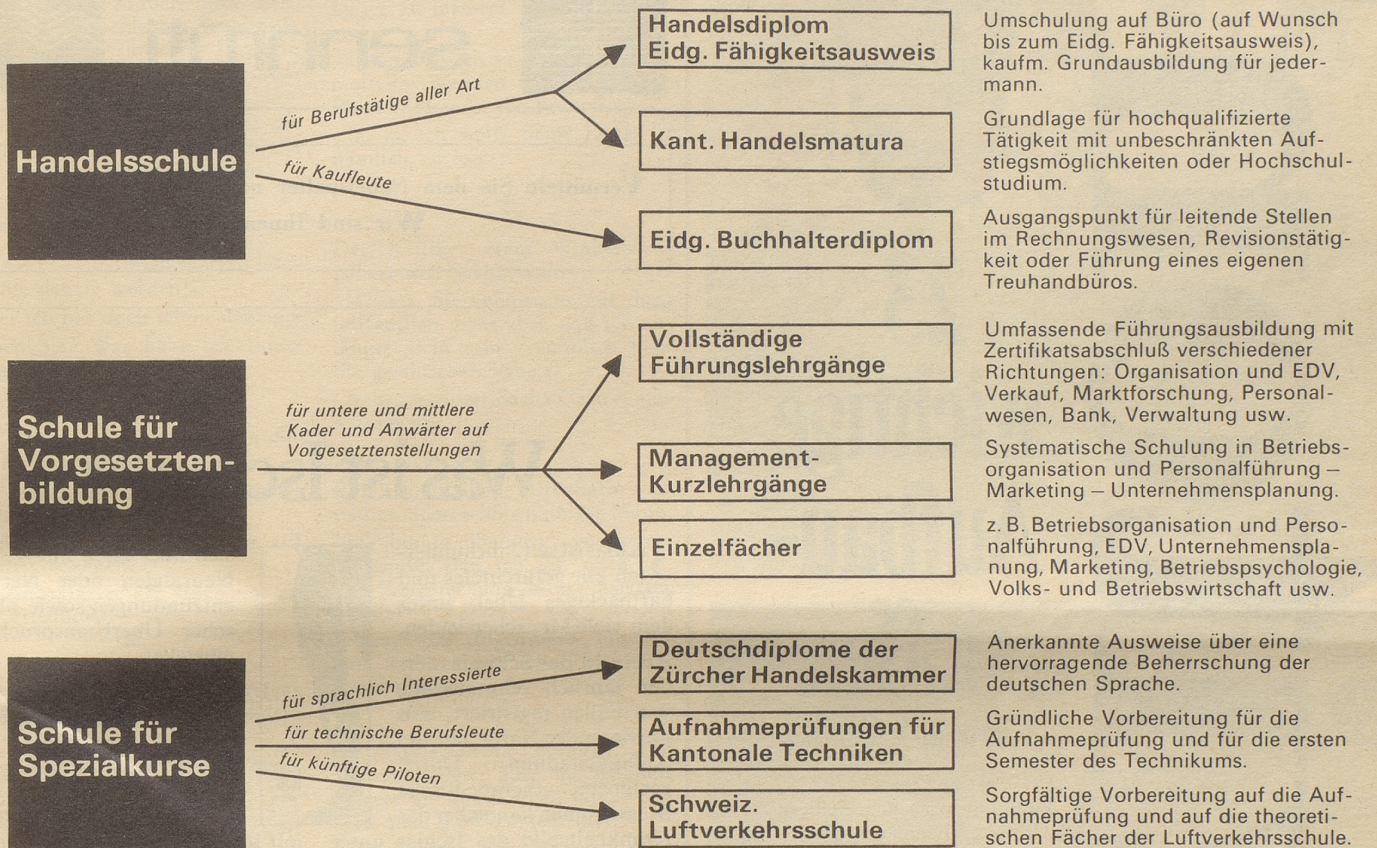 Handelsschule
für Berufstätige aller Art
für Kaufleute
Handelsdiplom
Eidg. Fähigkeitsausweis
Umschulung auf Büro (auf Wunsch
bis zum Eidg. Fähigkeitsausweis),
kaufm. Grundausbildung für jeder-
mann.
Kant. Handelsmatura
Grundlage für hochqualifizierte
Tätigkeit mit unbeschränkten Auf-
stiegsmöglichkeiten oder Hochschul-
studium.
Eidg. Buchhalterdiplom
Ausgangspunkt für leitende Stellen
im Rechnungswesen, Revisionstätig-
keit oder Führung eines eigenen
Treuhandbüros.
Schule für
Vorgesetzten-
bildung
für untere und mittlere
Kader und Anwärter auf
Vorgesetztenstellungen
Vollständige
Führungslehrgänge
Umfassende Führungsausbildung mit
Zertifikatsabschluß verschiedener
Richtungen: Organisation und EDV,
Verkauf, Marktforschung, Personal-
wesen, Bank, Verwaltung usw.
Management-
Kurzlehrgänge
Systematische Schulung in Betriebs-
organisation und Personalführung –
Marketing – Unternehmensplanung.
Einzelfächer
z. B. Betriebsorganisation und Perso-
nalführung, EDV, Unternehmenspla-
nung, Marketing, Betriebspsychologie,
Volks- und Betriebswirtschaft usw.
Schule für
Spezialkurse
für sprachlich Interessierte
für technische Berufsleute
für künftige Piloten
Deutschdiplome der
Zürcher Handelskammer
Anerkannte Ausweise über eine
hervorragende Beherrschung der
deutschen Sprache.
Aufnahmeprüfungen für
Kantonale Techniken
Gründliche Vorbereitung für die
Aufnahmeprüfung und für die ersten
Semester des Technikums.
Schweiz.
Luftverkehrsschule
Sorgfältige Vorbereitung auf die Auf-
nahmeprüfung und auf die theoreti-
schen Fächer der Luftverkehrsschule.